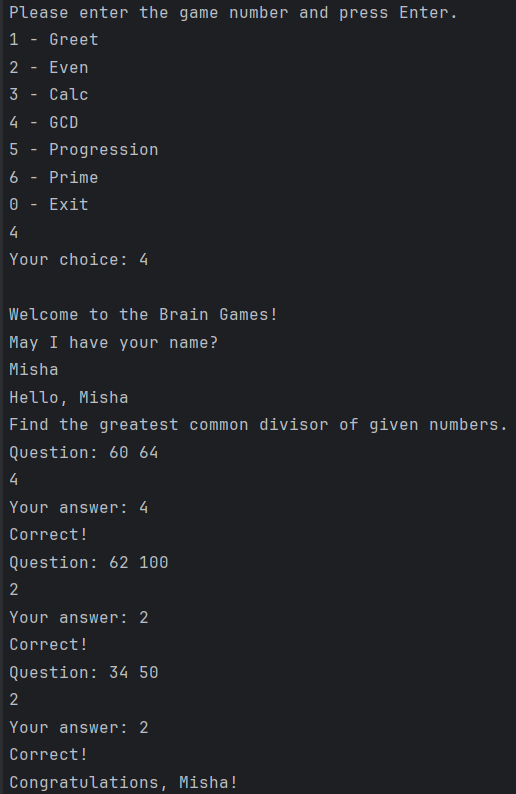 Please enter the game number and press Enter.
1 - Greet
2 - Even
3 - Calc
4 - GCD
5 - Progression
6 - Prime
0 - Exit
4
Your choice: 4
Welcome to the Brain Games!
May I have your name?
Misha
Hello, Misha
Find the greatest common divisor of given numbers.
Question: 60 64
4
Your answer: 4
Correct!
Question: 62 100
2
Your answer: 2
Correct!
Question: 34 50
2
Your answer: 2
Correct!
Congratulations, Misha!